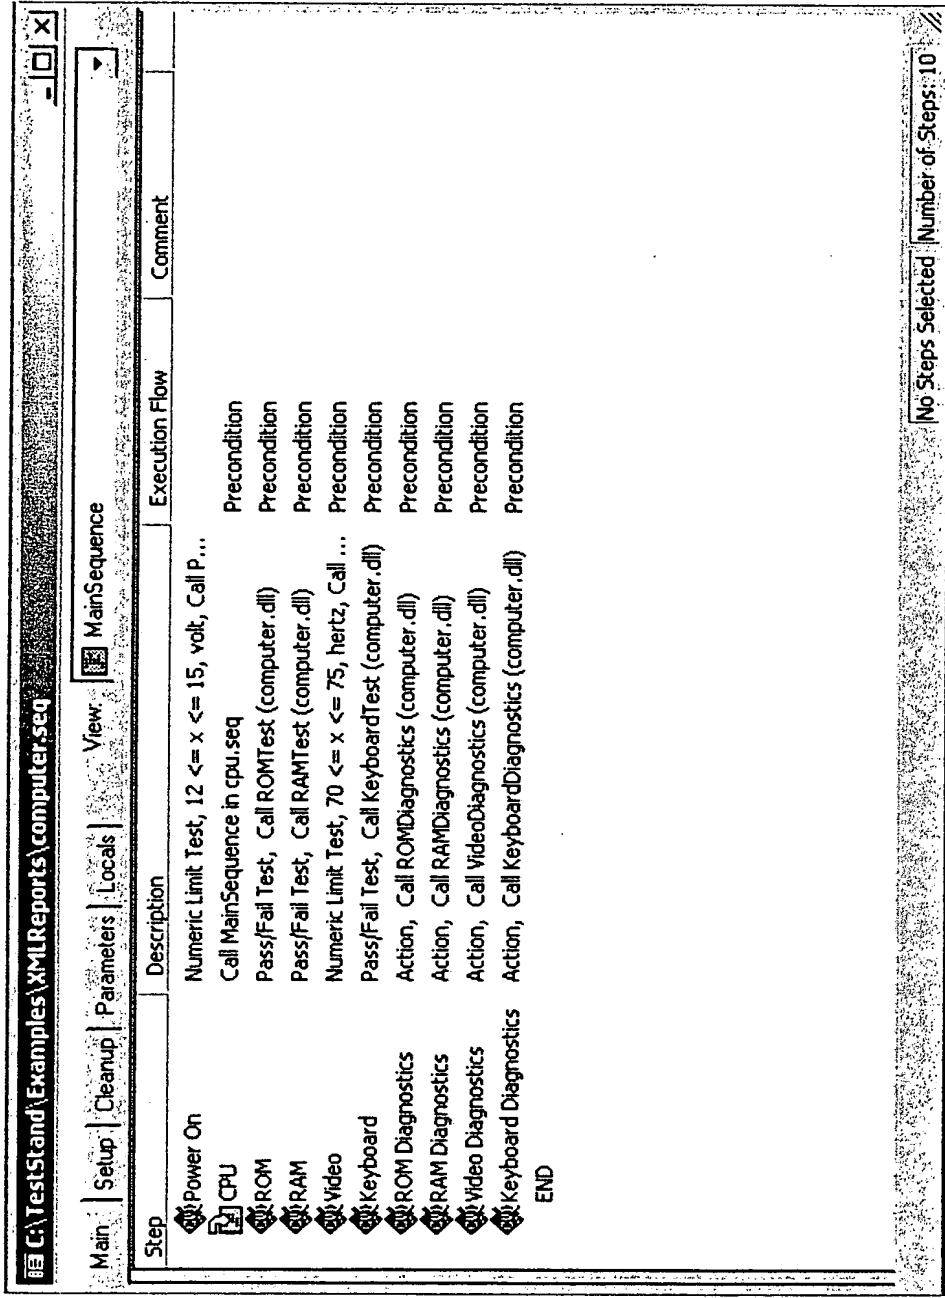 C:\TestStand\Examples\XMLReports\computer.seq
Main Setup Cleanup Parameters Locals View: MainSequence
Step Description Execution Flow Comment
Power On Numeric Limit Test, 12 <= x <= 15, volt, Call P...
CPU Call MainSequence in cpu.seq Precondition
ROM Pass/Fail Test, Call ROMTest (computer.dll) Precondition
RAM Pass/Fail Test, Call RAMTest (computer.dll) Precondition
Video Numeric Limit Test, 70 <= x <= 75, hertz, Call ... Precondition
Keyboard Pass/Fail Test, Call KeyboardTest (computer.dll) Precondition
ROM Diagnostics Action, Call ROMDiagnostics (computer.dll) Precondition
RAM Diagnostics Action, Call RAMDiagnostics (computer.dll) Precondition
Video Diagnostics Action, Call VideoDiagnostics (computer.dll) Precondition
Keyboard Diagnostics Action, Call KeyboardDiagnostics (computer.dll) Precondition
END
No Steps Selected Number of Steps: 10